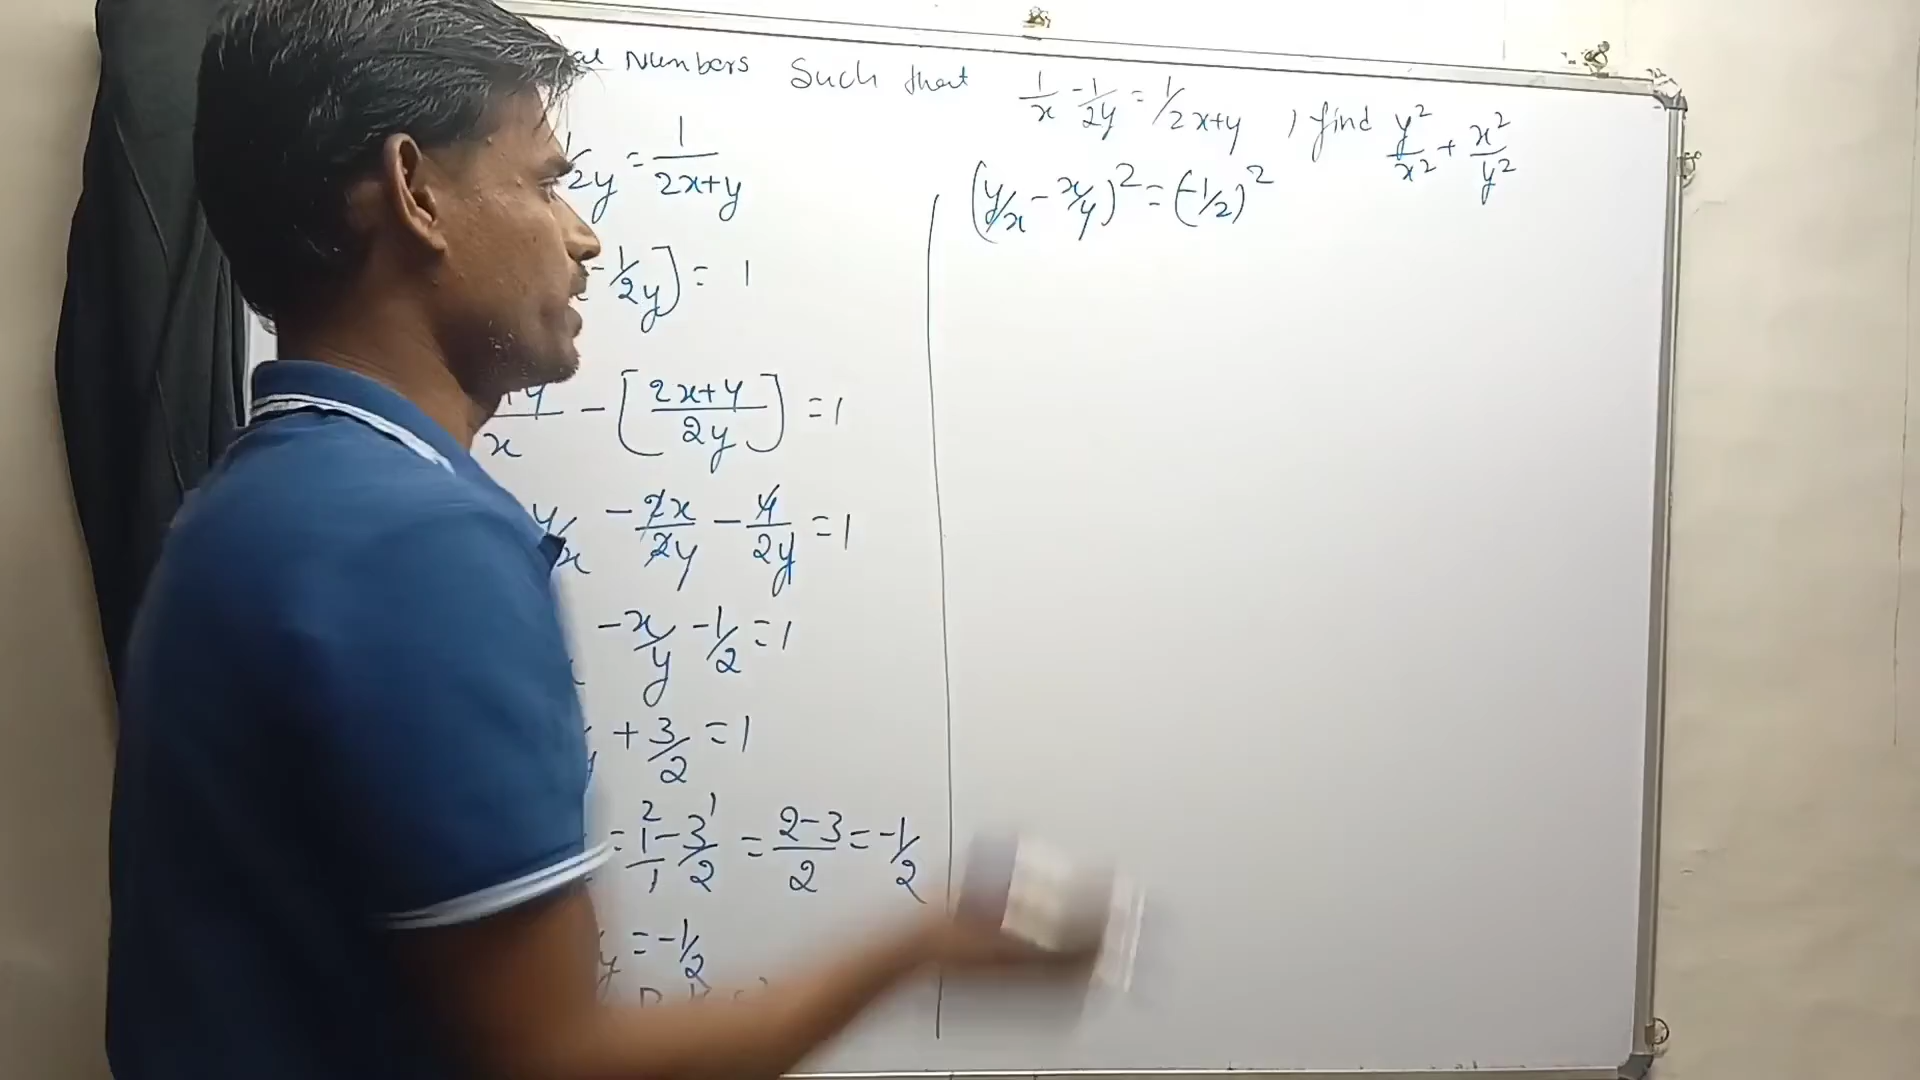 Numbers Such that 1/x - 1/2y = 1/2x+y , find y²/x² + x²/y²
/2y = 1/2x+y
- 1/2y] = 1
x - [2x+y/2y] = 1
y/x - 2x/2y - y/2y = 1
- x/y - 1/2 = 1
+ 3/2 = 1
= 1/1 - 3/2 = 2-3/2 = -1/2
y = -1/2
(y/x - x/y)² = (-1/2)²